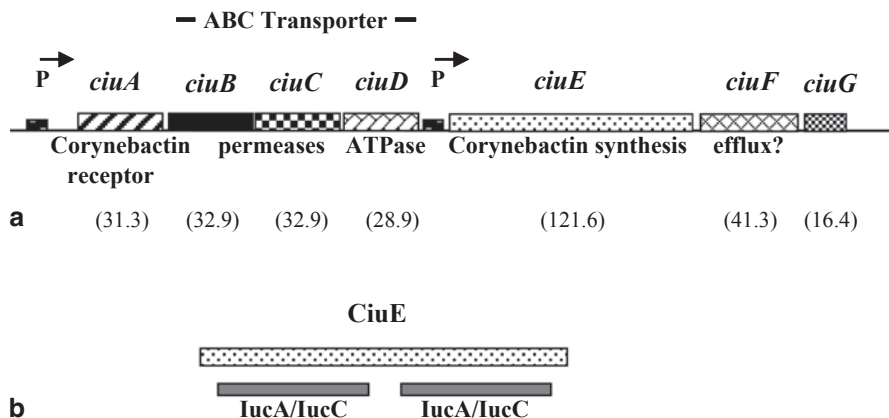 ABC Transporter
P ciuA ciuB ciuC ciuD P ciuE ciuF ciuG
Corynebactin receptor permeases ATPase Corynebactin synthesis efflux?
a (31.3) (32.9) (32.9) (28.9) (121.6) (41.3) (16.4)
CiuE
b IucA/IucC IucA/IucC